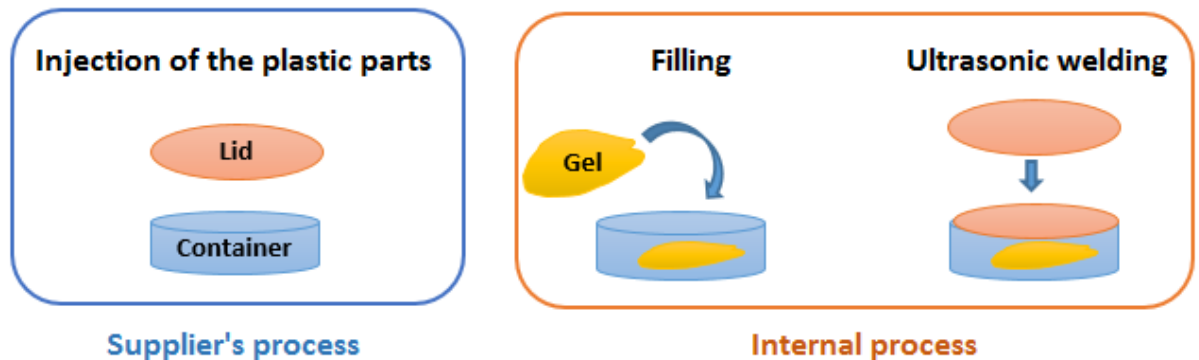 Injection of the plastic parts
Lid
Container
Supplier's process
Filling
Ultrasonic welding
Gel
Internal process